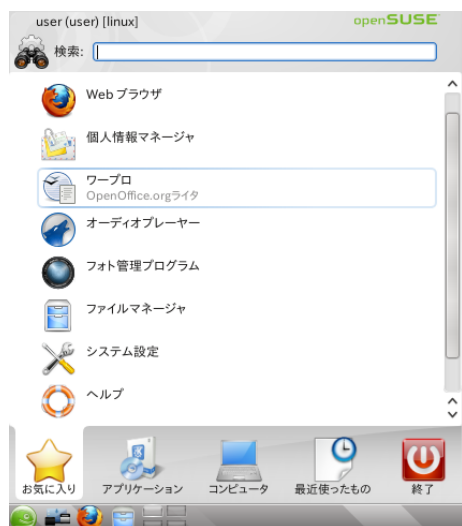 user (user) [linux]
openSUSE
検索:
Web ブラウザ
個人情報マネージャ
ワープロ
OpenOffice.orgライタ
オーディオプレーヤー
フォト管理プログラム
ファイルマネージャ
システム設定
ヘルプ
お気に入り
アプリケーション
コンピュータ
最近使ったもの
終了